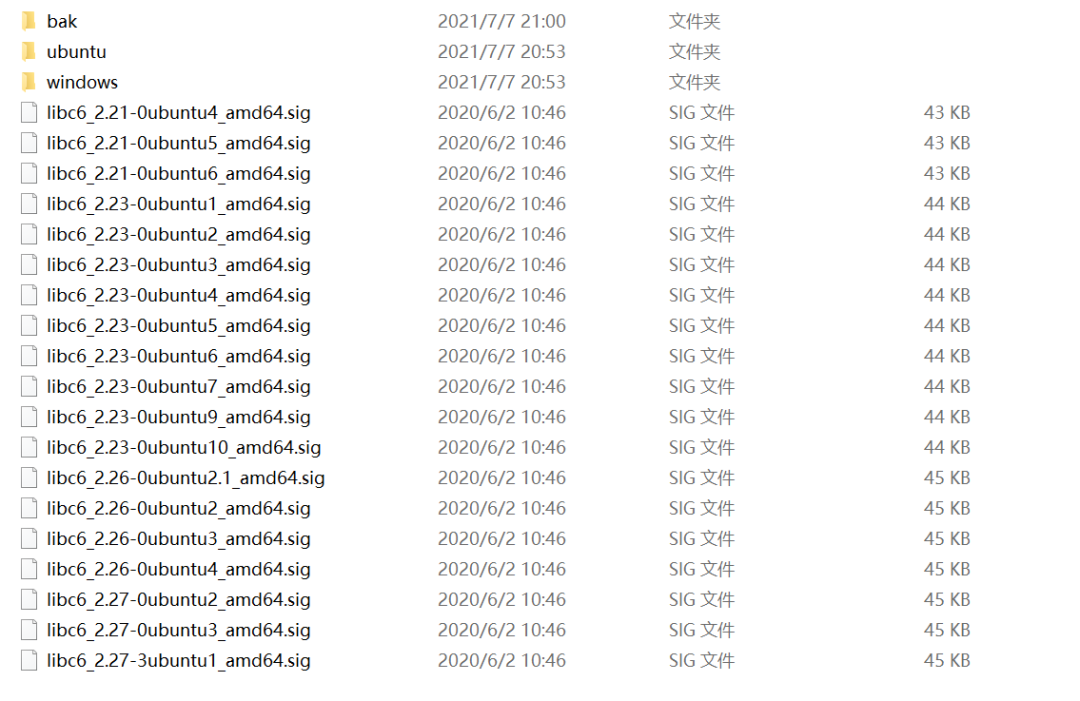 bak 2021/7/7 21:00 文件夹
ubuntu 2021/7/7 20:53 文件夹
windows 2021/7/7 20:53 文件夹
libc6_2.21-0ubuntu4_amd64.sig 2020/6/2 10:46 SIG 文件 43 KB
libc6_2.21-0ubuntu5_amd64.sig 2020/6/2 10:46 SIG 文件 43 KB
libc6_2.21-0ubuntu6_amd64.sig 2020/6/2 10:46 SIG 文件 43 KB
libc6_2.23-0ubuntu1_amd64.sig 2020/6/2 10:46 SIG 文件 44 KB
libc6_2.23-0ubuntu2_amd64.sig 2020/6/2 10:46 SIG 文件 44 KB
libc6_2.23-0ubuntu3_amd64.sig 2020/6/2 10:46 SIG 文件 44 KB
libc6_2.23-0ubuntu4_amd64.sig 2020/6/2 10:46 SIG 文件 44 KB
libc6_2.23-0ubuntu5_amd64.sig 2020/6/2 10:46 SIG 文件 44 KB
libc6_2.23-0ubuntu6_amd64.sig 2020/6/2 10:46 SIG 文件 44 KB
libc6_2.23-0ubuntu7_amd64.sig 2020/6/2 10:46 SIG 文件 44 KB
libc6_2.23-0ubuntu9_amd64.sig 2020/6/2 10:46 SIG 文件 44 KB
libc6_2.23-0ubuntu10_amd64.sig 2020/6/2 10:46 SIG 文件 44 KB
libc6_2.26-0ubuntu2.1_amd64.sig 2020/6/2 10:46 SIG 文件 45 KB
libc6_2.26-0ubuntu2_amd64.sig 2020/6/2 10:46 SIG 文件 45 KB
libc6_2.26-0ubuntu3_amd64.sig 2020/6/2 10:46 SIG 文件 45 KB
libc6_2.26-0ubuntu4_amd64.sig 2020/6/2 10:46 SIG 文件 45 KB
libc6_2.27-0ubuntu2_amd64.sig 2020/6/2 10:46 SIG 文件 45 KB
libc6_2.27-0ubuntu3_amd64.sig 2020/6/2 10:46 SIG 文件 45 KB
libc6_2.27-3ubuntu1_amd64.sig 2020/6/2 10:46 SIG 文件 45 KB